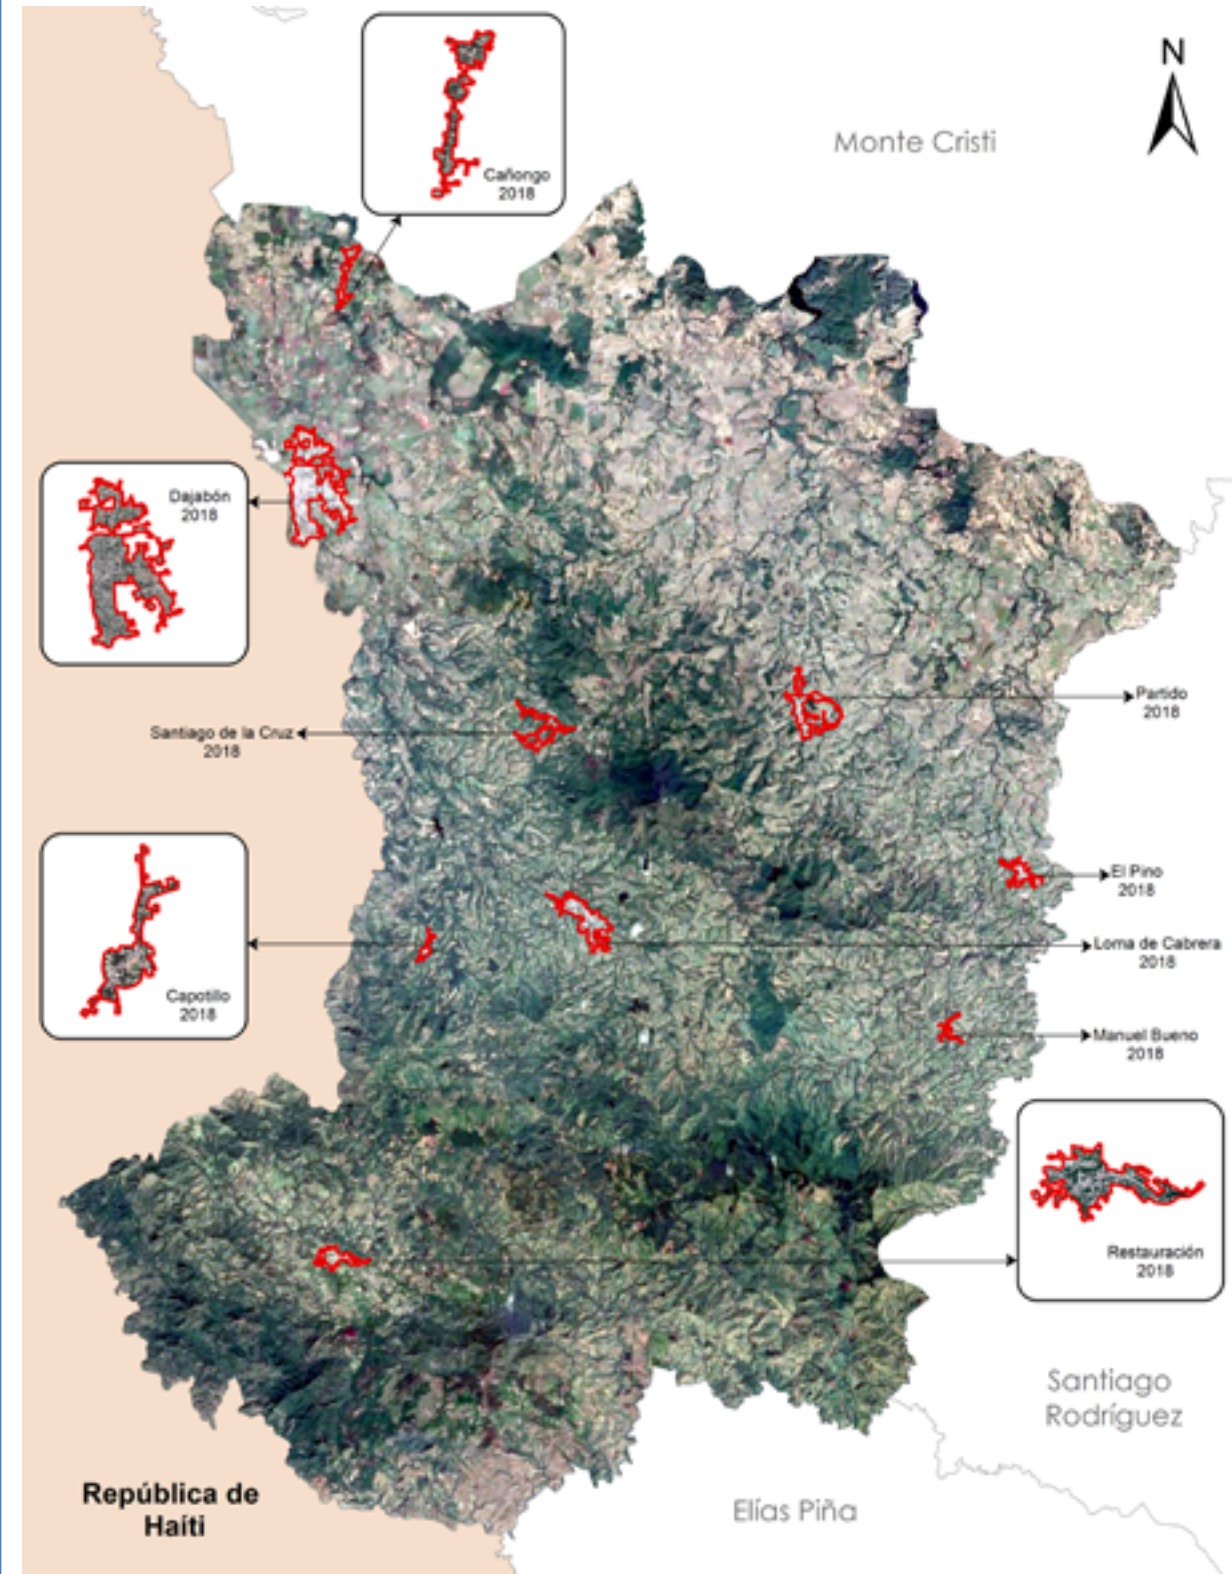 N
Monte Cristi
Cañongo
2018
Dajabón
2018
Partido
2018
Santiago de la Cruz
2018
El Pino
2018
Loma de Cabrera
2018
Capotillo
2018
Manuel Bueno
2018
Restauración
2018
Santiago
Rodríguez
República de
Haíti
Elías Piña